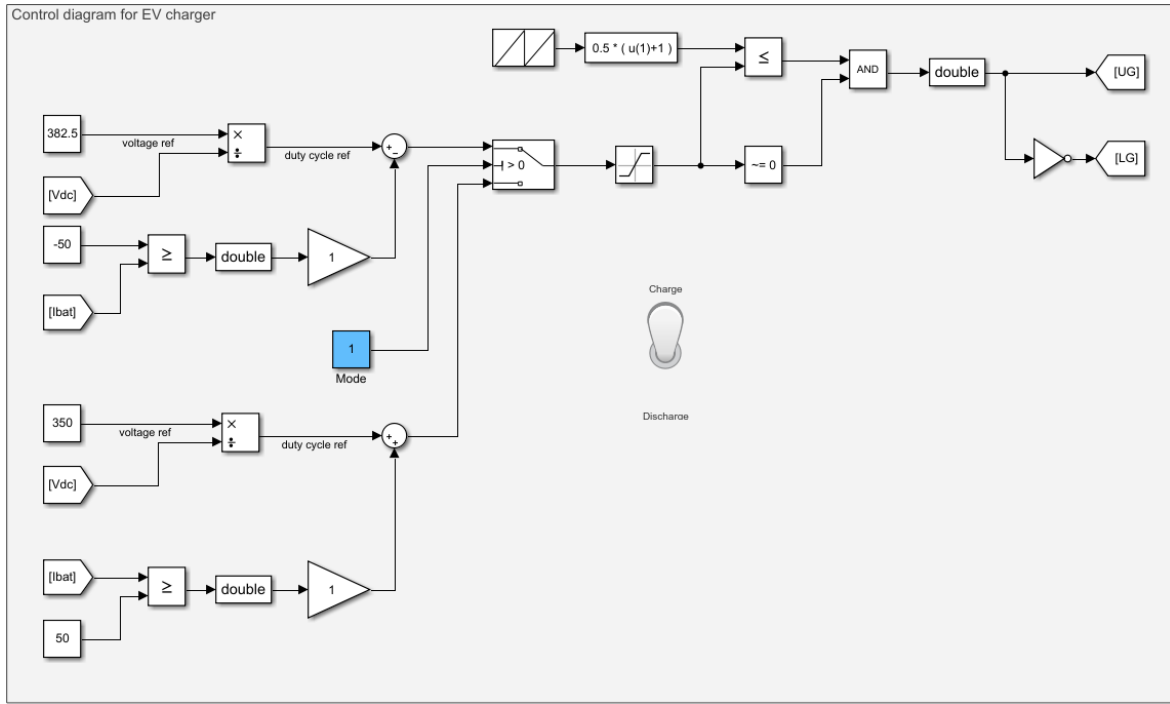 Control diagram for EV charger
0.5 * ( u(1)+1 )
≤
AND
double
[UG]
382.5
voltage ref
×
÷
duty cycle ref
+
−
> 0
~= 0
[LG]
[Vdc]
-50
≥
double
1
[Ibat]
Charge
1
Mode
350
voltage ref
×
÷
duty cycle ref
+
+
Discharge
[Vdc]
[Ibat]
≥
double
1
50